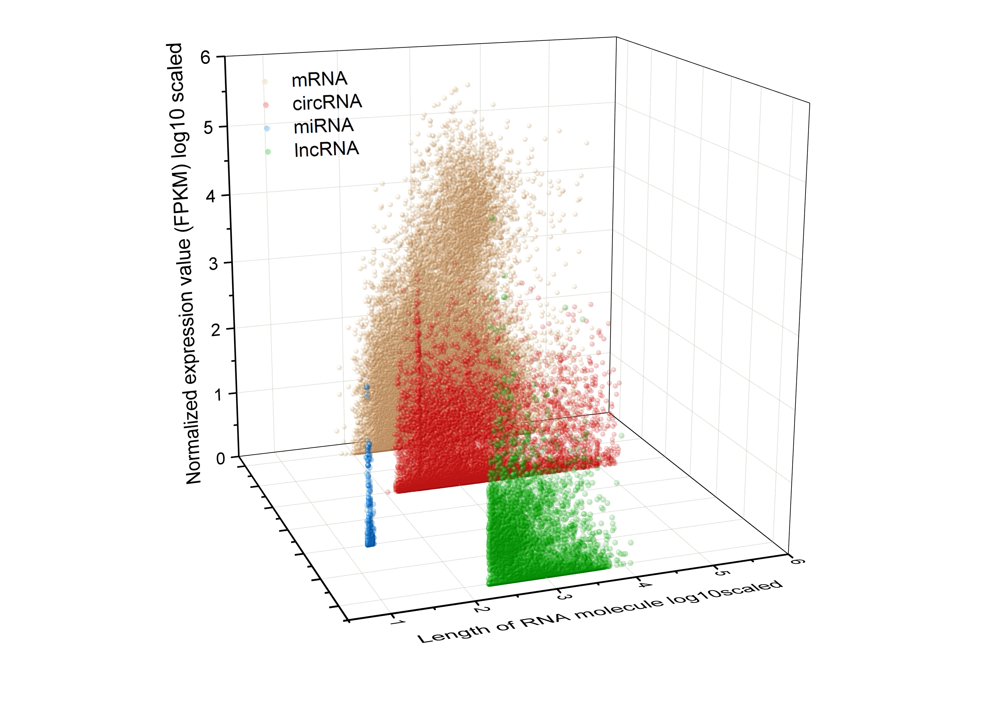 Normalized expression value (FPKM) log10 scaled
6
5
4
3
2
1
0
mRNA
circRNA
miRNA
lncRNA
1
2
3
4
5
6
Length of RNA molecule log10scaled